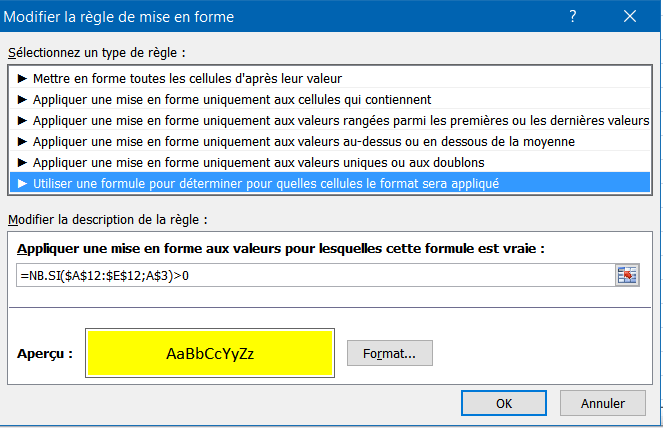 Modifier la règle de mise en forme ?
Sélectionnez un type de règle :
► Mettre en forme toutes les cellules d'après leur valeur
► Appliquer une mise en forme uniquement aux cellules qui contiennent
► Appliquer une mise en forme uniquement aux valeurs rangées parmi les premières ou les dernières valeurs
► Appliquer une mise en forme uniquement aux valeurs au-dessus ou en dessous de la moyenne
► Appliquer une mise en forme uniquement aux valeurs uniques ou aux doublons
► Utiliser une formule pour déterminer pour quelles cellules le format sera appliqué
Modifier la description de la règle :
Appliquer une mise en forme aux valeurs pour lesquelles cette formule est vraie :
=NB.SI($A$12:$E$12;A$3)>0
Aperçu :
AaBbCcYyZz
Format...
OK
Annuler